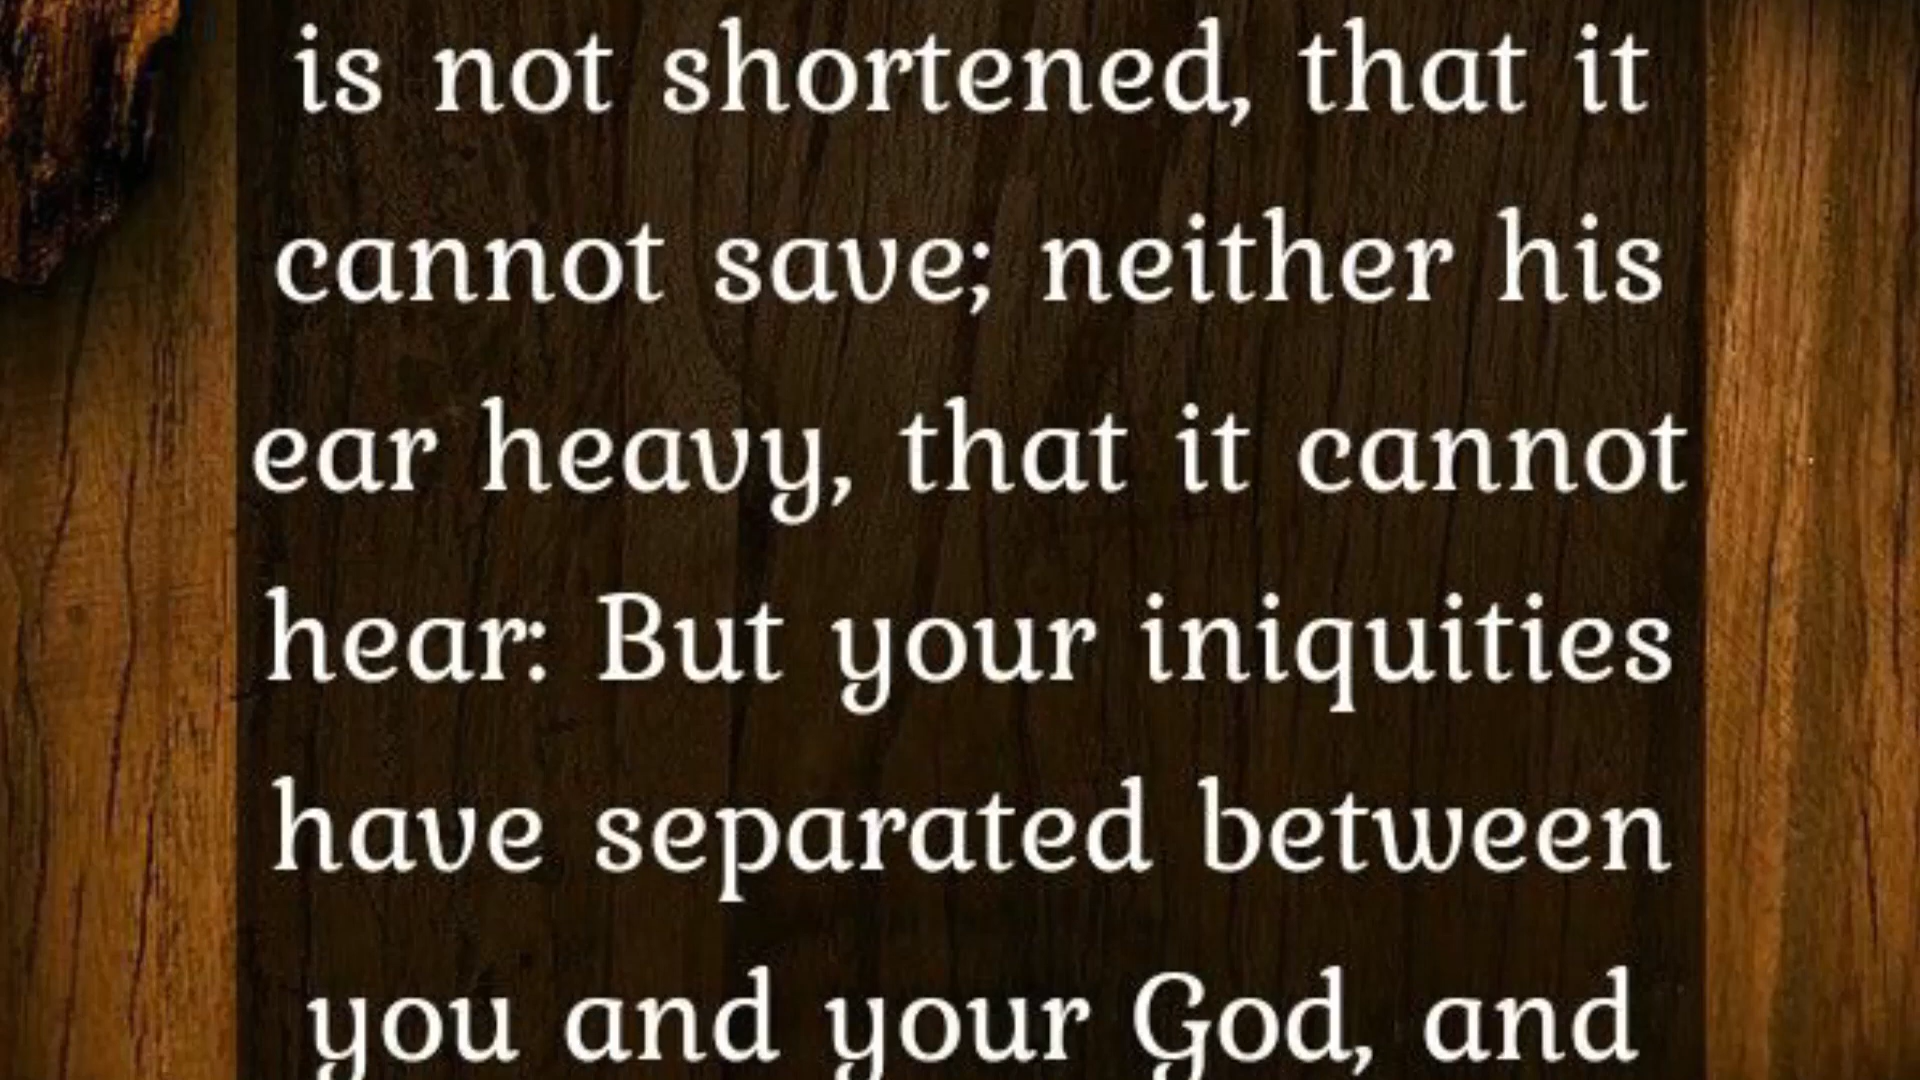 is not shortened, that it
cannot save; neither his
ear heavy, that it cannot
hear: But your iniquities
have separated between
you and your God, and